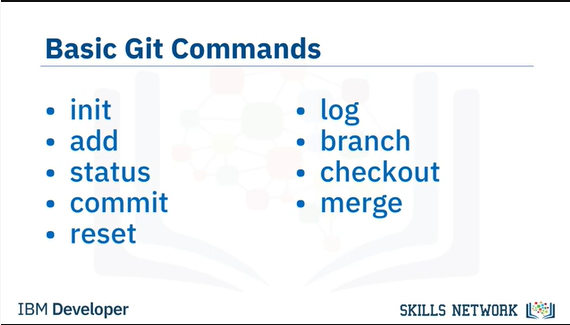 Basic Git Commands
• init
• add
• status
• commit
• reset
• log
• branch
• checkout
• merge
IBM Developer
SKILLS NETWORK